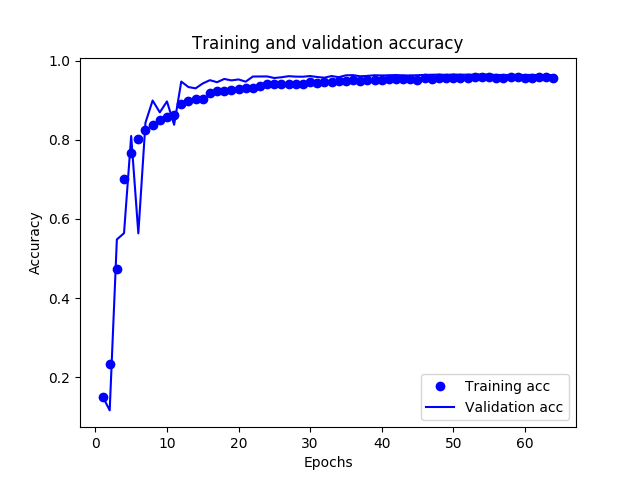 Training and validation accuracy
1.0
0.8
0.6
0.4
0.2
Accuracy
0 10 20 30 40 50 60
Epochs
Training acc
Validation acc